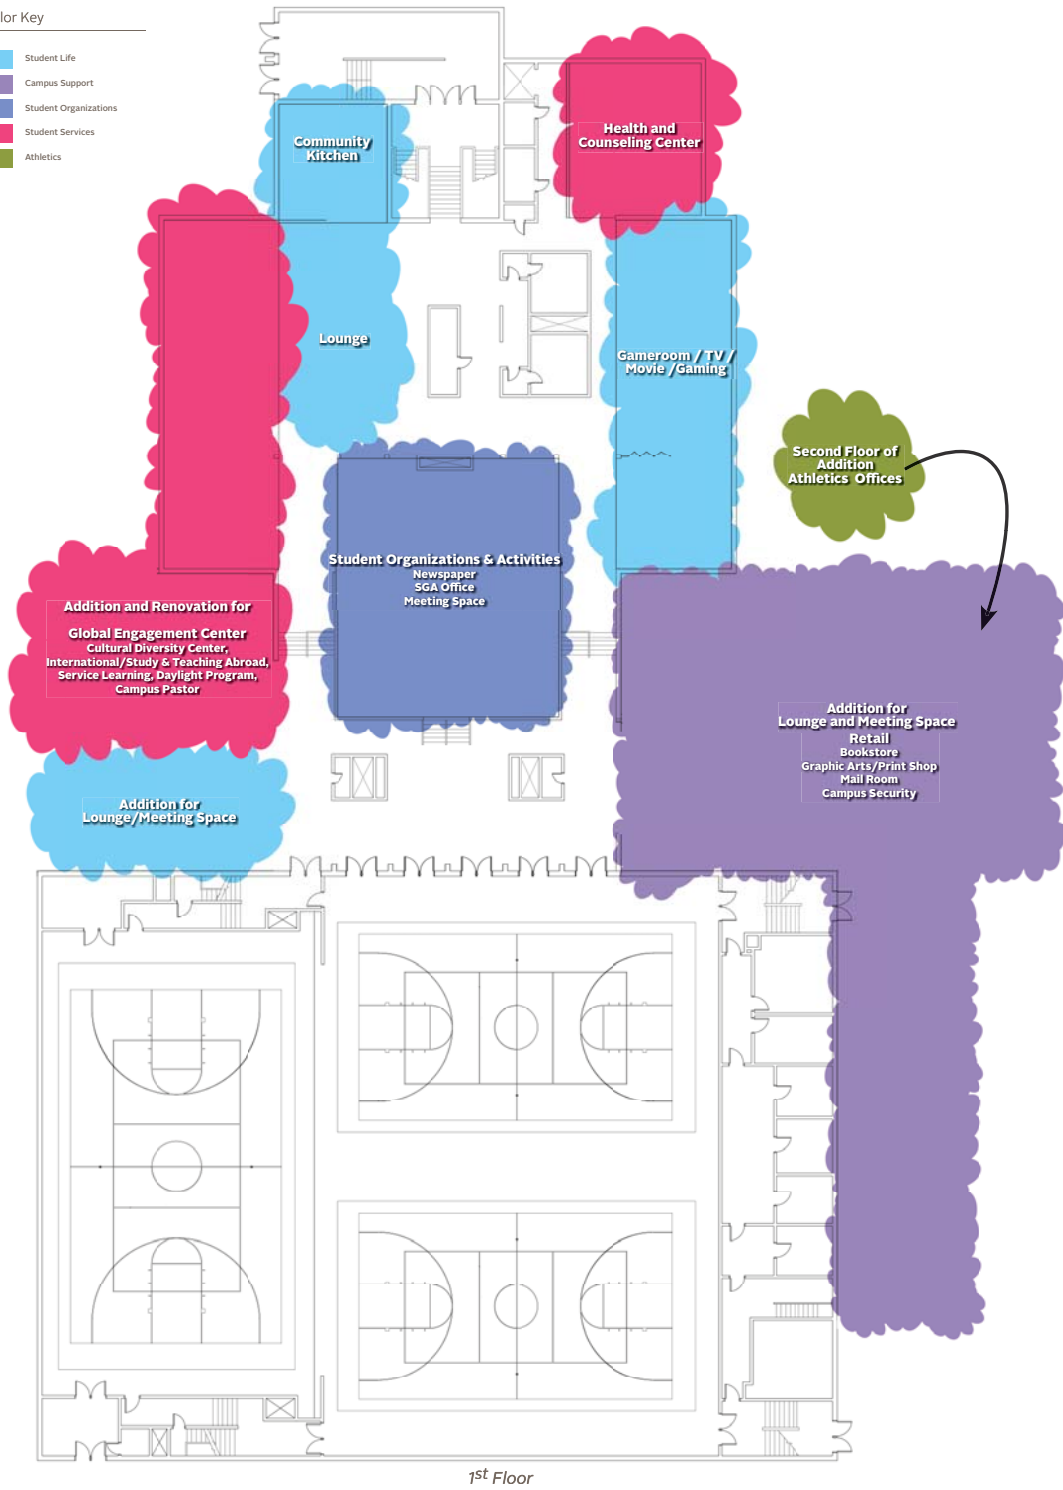 lor Key
Student Life
Campus Support
Student Organizations
Student Services
Athletics
Community
Kitchen
Health and
Counseling Center
Lounge
Gameroom / TV /
Movie /Gaming
Second Floor of
Addition
Athletics Offices
Student Organizations & Activities
Newspaper
SGA Office
Meeting Space
Addition and Renovation for
Global Engagement Center
Cultural Diversity Center,
International/Study & Teaching Abroad,
Service Learning, Daylight Program,
Campus Pastor
Addition for
Lounge and Meeting Space
Retail
Bookstore
Graphic Arts/Print Shop
Mail Room
Campus Security
Addition for
Lounge/Meeting Space
1st Floor